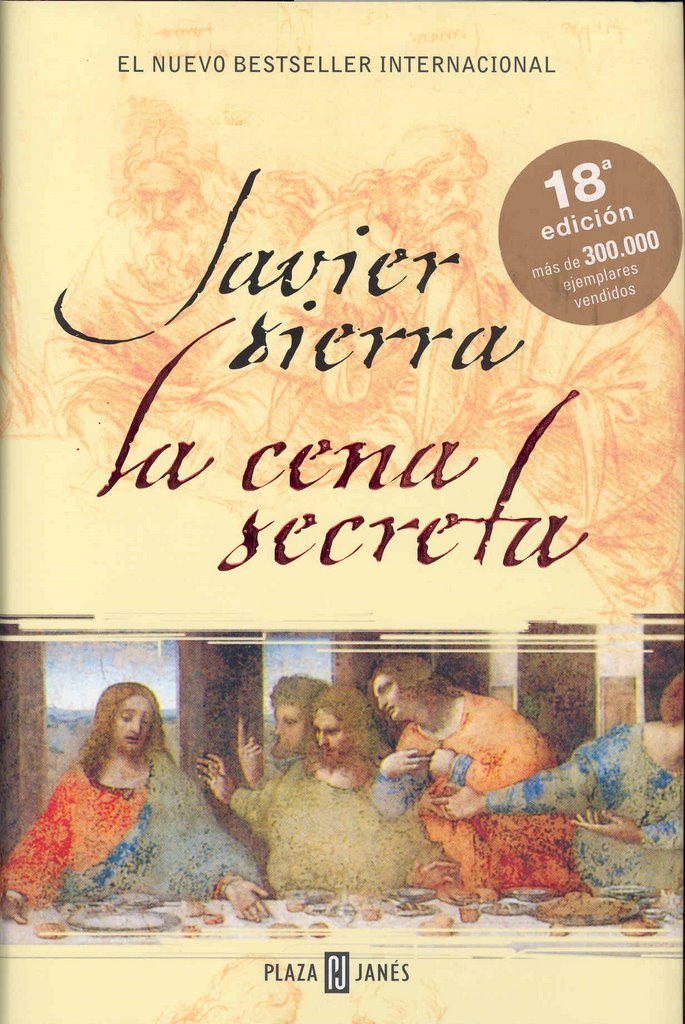 EL NUEVO BESTSELLER INTERNACIONAL
18ª
edición
más de 300.000
ejemplares
vendidos
Javier
sierra
la cena
secreta
PLAZA JANÉS